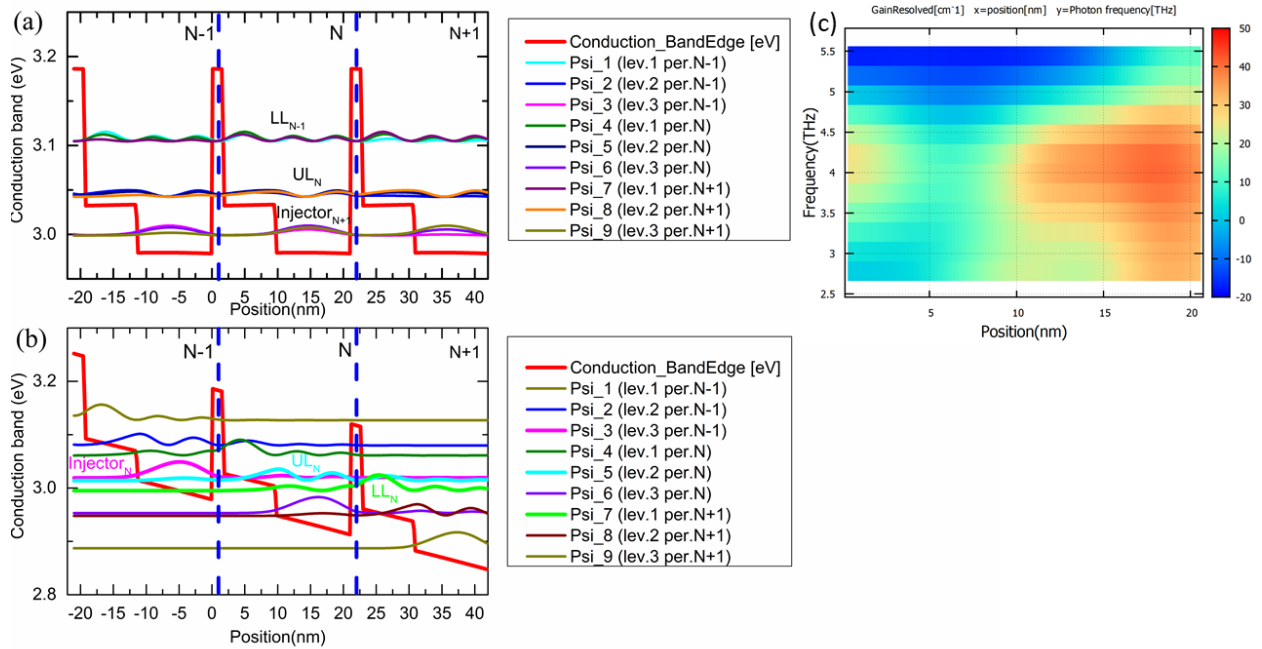 (a)
N-1
N
N+1
3.2
3.1
3.0
Conduction band (eV)
LL_{N-1}
UL_N
Injector_{N+1}
-20 -15 -10 -5 0 5 10 15 20 25 30 35 40
Position(nm)
Conduction_BandEdge [eV]
Psi_1 (lev.1 per.N-1)
Psi_2 (lev.2 per.N-1)
Psi_3 (lev.3 per.N-1)
Psi_4 (lev.1 per.N)
Psi_5 (lev.2 per.N)
Psi_6 (lev.3 per.N)
Psi_7 (lev.1 per.N+1)
Psi_8 (lev.2 per.N+1)
Psi_9 (lev.3 per.N+1)
(b)
N-1
N
N+1
3.2
3.0
2.8
Conduction band (eV)
Injector_N
UL_N
LL_N
-20 -15 -10 -5 0 5 10 15 20 25 30 35 40
Position(nm)
Conduction_BandEdge [eV]
Psi_1 (lev.1 per.N-1)
Psi_2 (lev.2 per.N-1)
Psi_3 (lev.3 per.N-1)
Psi_4 (lev.1 per.N)
Psi_5 (lev.2 per.N)
Psi_6 (lev.3 per.N)
Psi_7 (lev.1 per.N+1)
Psi_8 (lev.2 per.N+1)
Psi_9 (lev.3 per.N+1)
(c)
GainResolved[cm-1] x=position[nm] y=Photon frequency[THz]
5.5
5
4.5
4
3.5
3
2.5
Frequency(THz)
5 10 15 20
Position(nm)
50
40
30
20
10
0
-10
-20